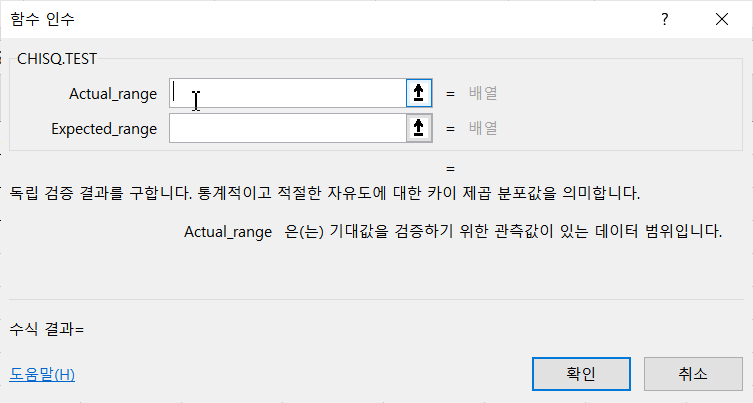 함수 인수
?
CHISQ.TEST
Actual_range = 배열
Expected_range = 배열
=
독립 검증 결과를 구합니다. 통계적이고 적절한 자유도에 대한 카이 제곱 분포값을 의미합니다.
Actual_range 은(는) 기대값을 검증하기 위한 관측값이 있는 데이터 범위입니다.
수식 결과=
도움말(H)
확인
취소